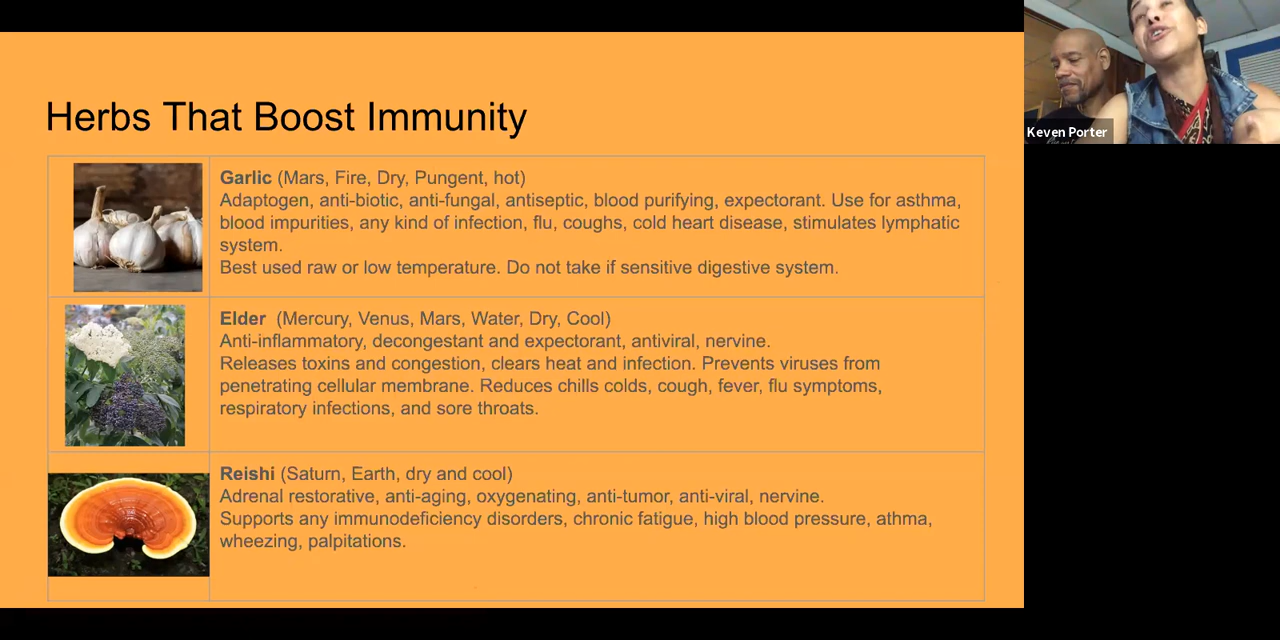 Herbs That Boost Immunity
Garlic (Mars, Fire, Dry, Pungent, hot)
Adaptogen, anti-biotic, anti-fungal, antiseptic, blood purifying, expectorant. Use for asthma,
blood impurities, any kind of infection, flu, coughs, cold heart disease, stimulates lymphatic
system.
Best used raw or low temperature. Do not take if sensitive digestive system.
Elder (Mercury, Venus, Mars, Water, Dry, Cool)
Anti-inflammatory, decongestant and expectorant, antiviral, nervine.
Releases toxins and congestion, clears heat and infection. Prevents viruses from
penetrating cellular membrane. Reduces chills colds, cough, fever, flu symptoms,
respiratory infections, and sore throats.
Reishi (Saturn, Earth, dry and cool)
Adrenal restorative, anti-aging, oxygenating, anti-tumor, anti-viral, nervine.
Supports any immunodeficiency disorders, chronic fatigue, high blood pressure, athma,
wheezing, palpitations.
Keven Porter